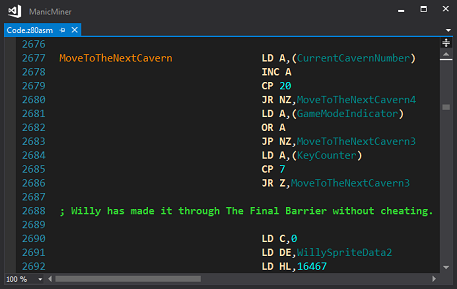 ManicMiner
Code.z80asm
2676
2677 MoveToTheNextCavern LD A,(CurrentCavernNumber)
2678 INC A
2679 CP 20
2680 JR NZ,MoveToTheNextCavern4
2681 LD A,(GameModeIndicator)
2682 OR A
2683 JP NZ,MoveToTheNextCavern3
2684 LD A,(KeyCounter)
2685 CP 7
2686 JR Z,MoveToTheNextCavern3
2687
2688 ; Willy has made it through The Final Barrier without cheating.
2689
2690 LD C,0
2691 LD DE,WillySpriteData2
2692 LD HL,16467
100 %